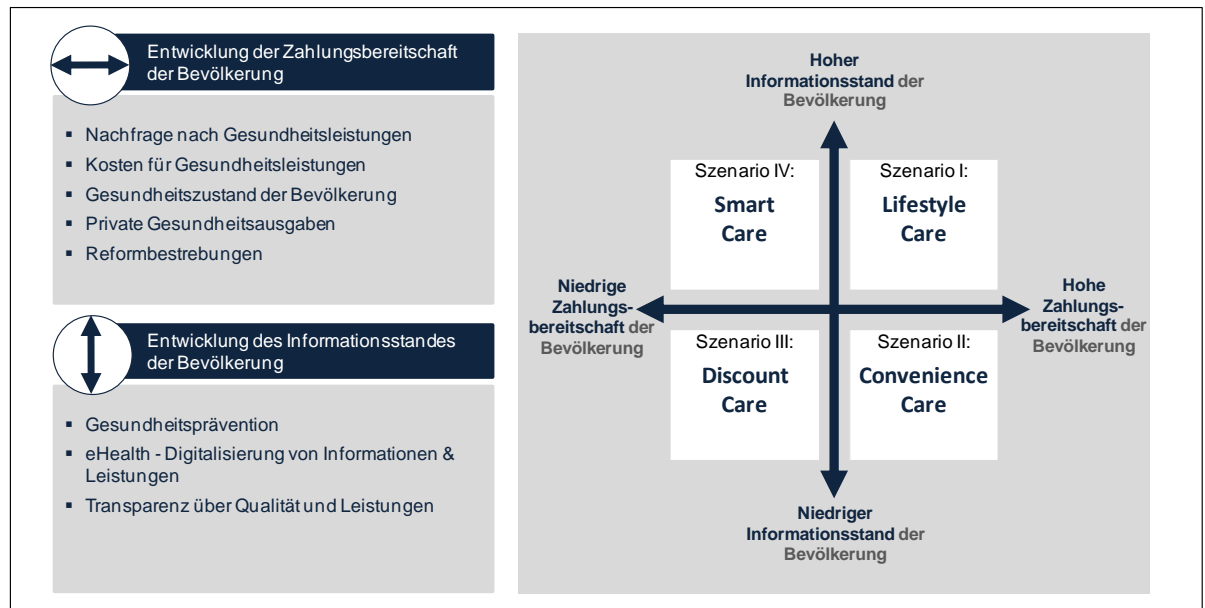 Entwicklung der Zahlungsbereitschaft
der Bevölkerung
▪ Nachfrage nach Gesundheitsleistungen
▪ Kosten für Gesundheitsleistungen
▪ Gesundheitszustand der Bevölkerung
▪ Private Gesundheitsausgaben
▪ Reformbestrebungen
Entwicklung des Informationsstandes
der Bevölkerung
▪ Gesundheitsprävention
▪ eHealth - Digitalisierung von Informationen &
Leistungen
▪ Transparenz über Qualität und Leistungen
Hoher
Informationsstand der
Bevölkerung
Szenario IV:
Smart
Care
Szenario I:
Lifestyle
Care
Niedrige
Zahlungs-
bereitschaft der
Bevölkerung
Hohe
Zahlungs-
bereitschaft der
Bevölkerung
Szenario III:
Discount
Care
Szenario II:
Convenience
Care
Niedriger
Informationsstand der
Bevölkerung